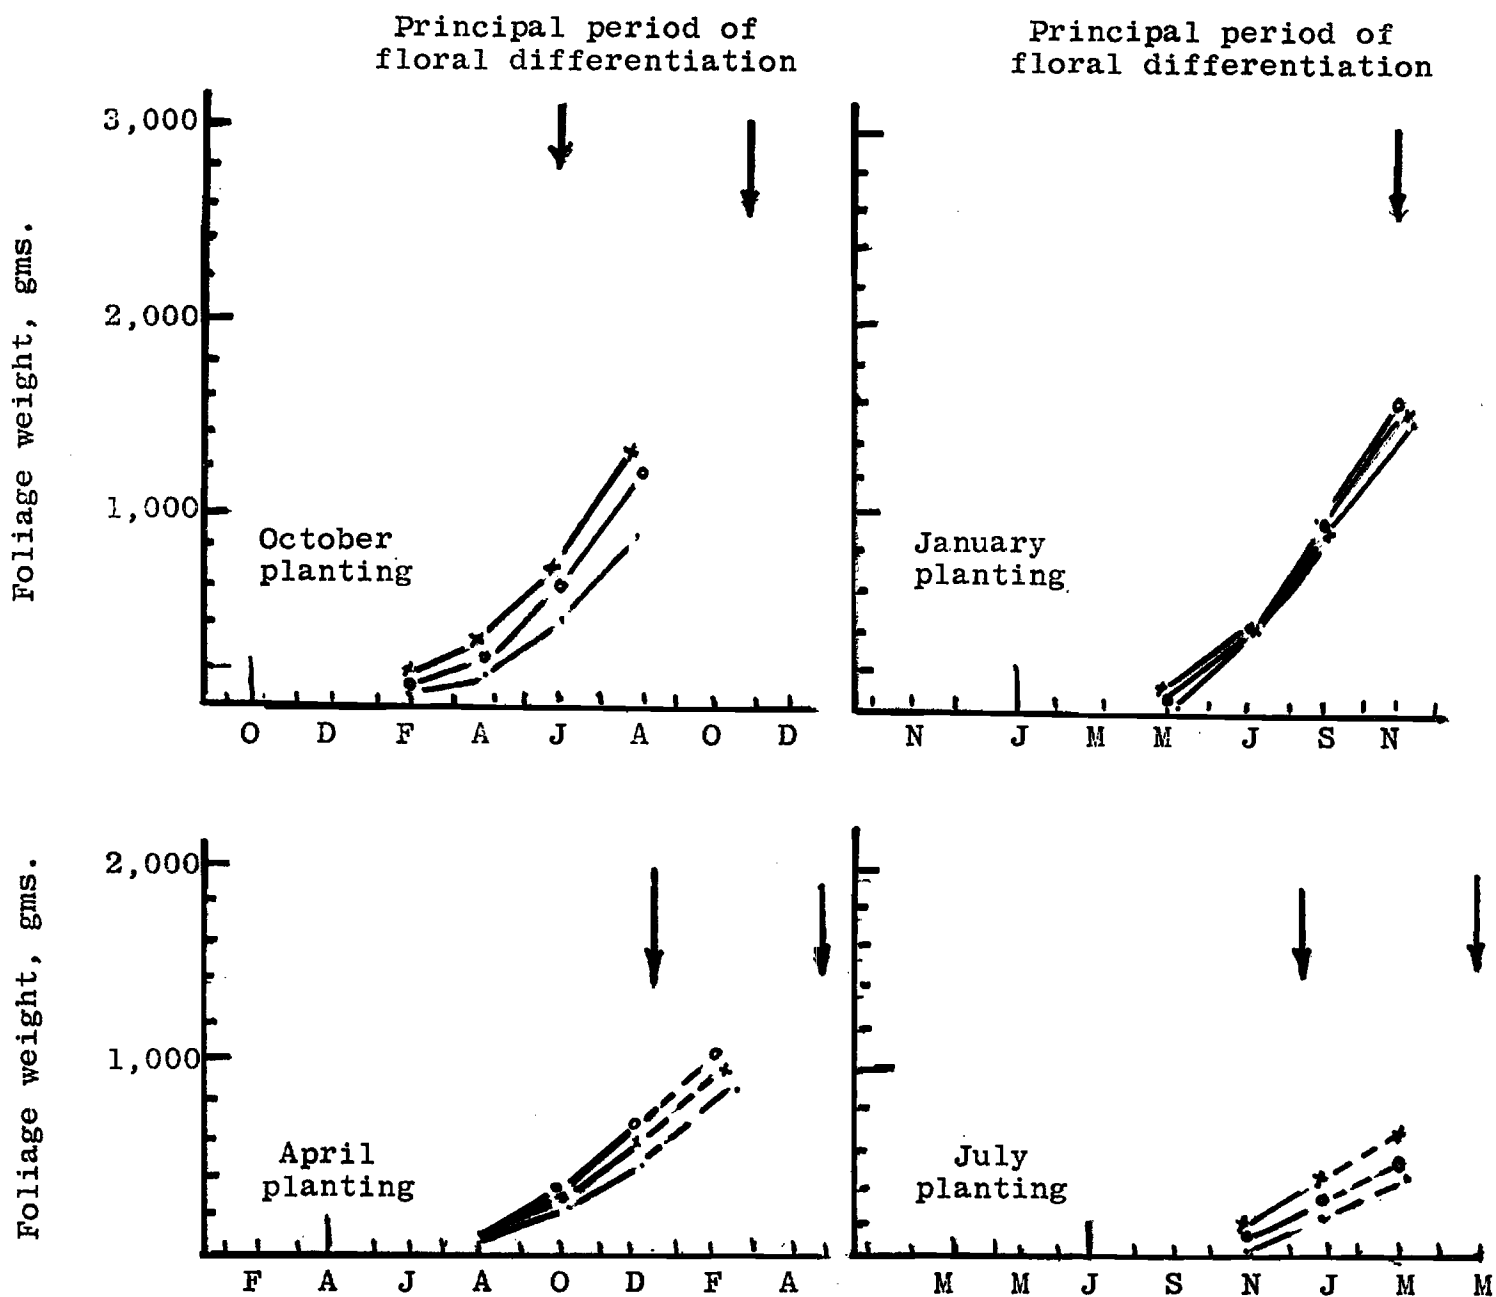 Principal period of
floral differentiation
Principal period of
floral differentiation
Foliage weight, gms.
3,000
2,000
1,000
October
planting
O D F A J A O D
January
planting
N J M M J S N
Foliage weight, gms.
2,000
1,000
April
planting
F A J A O D F A
July
planting
M M J S N J M M